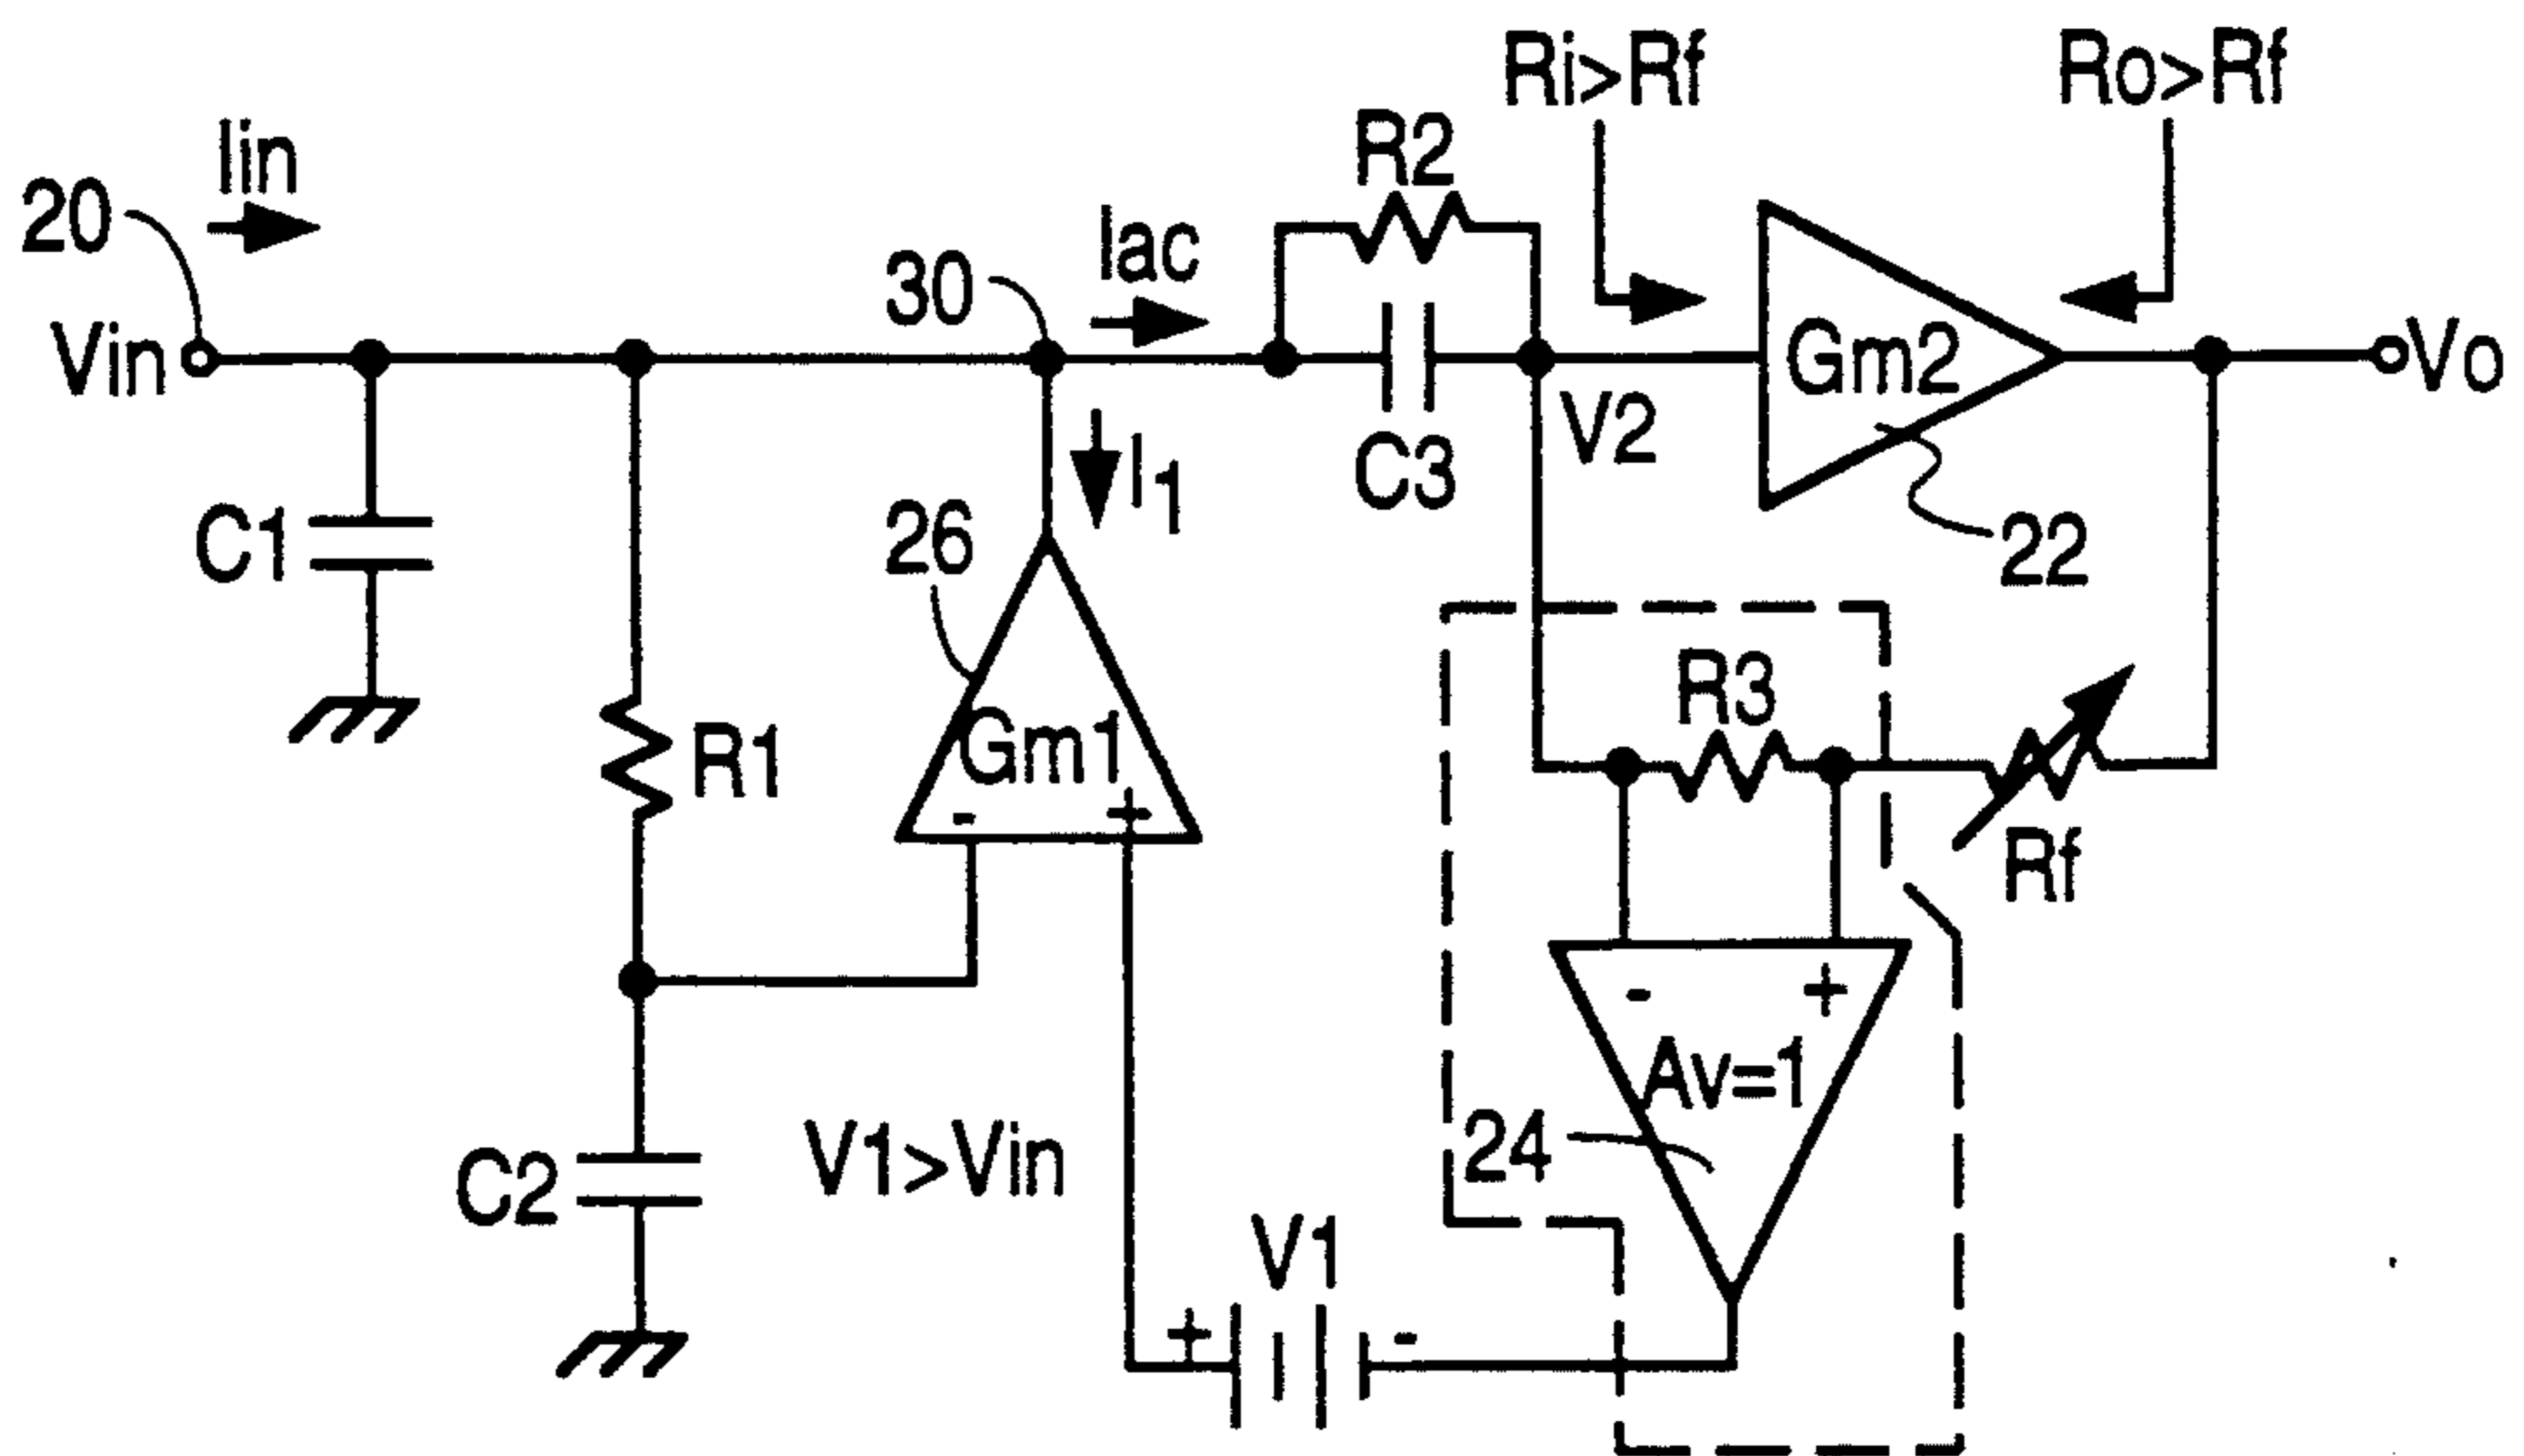 Ri>Rf
Ro>Rf
Iin
R2
20
Iac
30
Vin
Gm2
Vo
V2
C3
I1
C1
26
22
R3
R1
Gm1
- +
Rf
- +
Av=1
24
V1>Vin
C2
V1
+ -